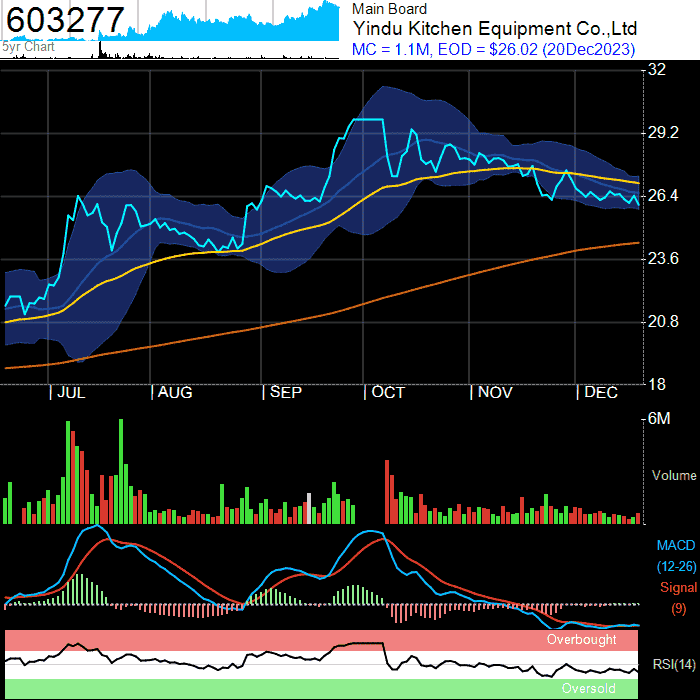 603277
5yr Chart
Main Board
Yindu Kitchen Equipment Co.,Ltd
MC = 1.1M, EOD = $26.02 (20Dec2023)
32
29.2
26.4
23.6
20.8
18
| JUL | AUG | SEP | OCT | NOV | DEC
6M
Volume
MACD
(12-26)
Signal
(9)
Overbought
RSI(14)
Oversold